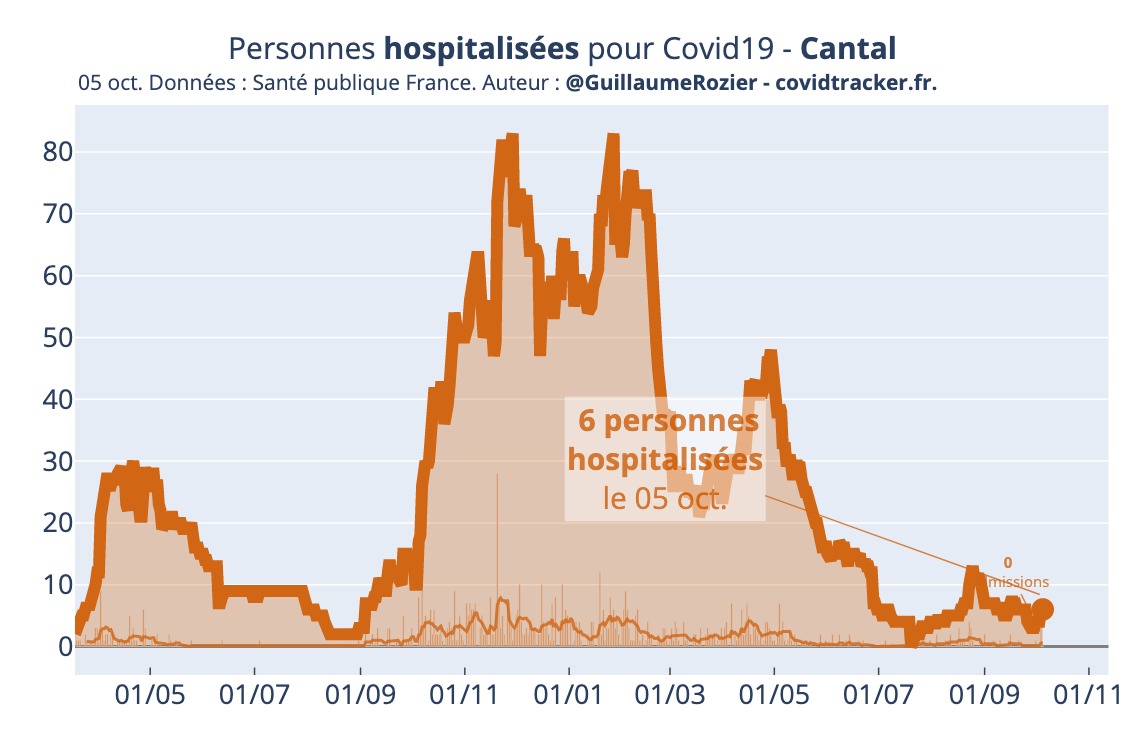 Personnes hospitalisées pour Covid19 - Cantal
05 oct. Données : Santé publique France. Auteur : @GuillaumeRozier - covidtracker.fr.
80
70
60
50
40
30
20
10
0
6 personnes
hospitalisées
le 05 oct.
0
missions
01/05 01/07 01/09 01/11 01/01 01/03 01/05 01/07 01/09 01/11